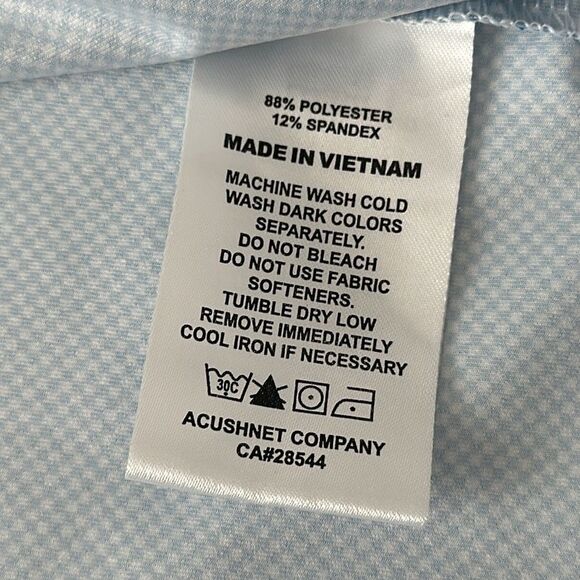 88% POLYESTER
12% SPANDEX
MADE IN VIETNAM
MACHINE WASH COLD
WASH DARK COLORS
SEPARATELY.
DO NOT BLEACH
DO NOT USE FABRIC
SOFTENERS.
TUMBLE DRY LOW
REMOVE IMMEDIATELY
COOL IRON IF NECESSARY
30C
ACUSHNET COMPANY
CA#28544